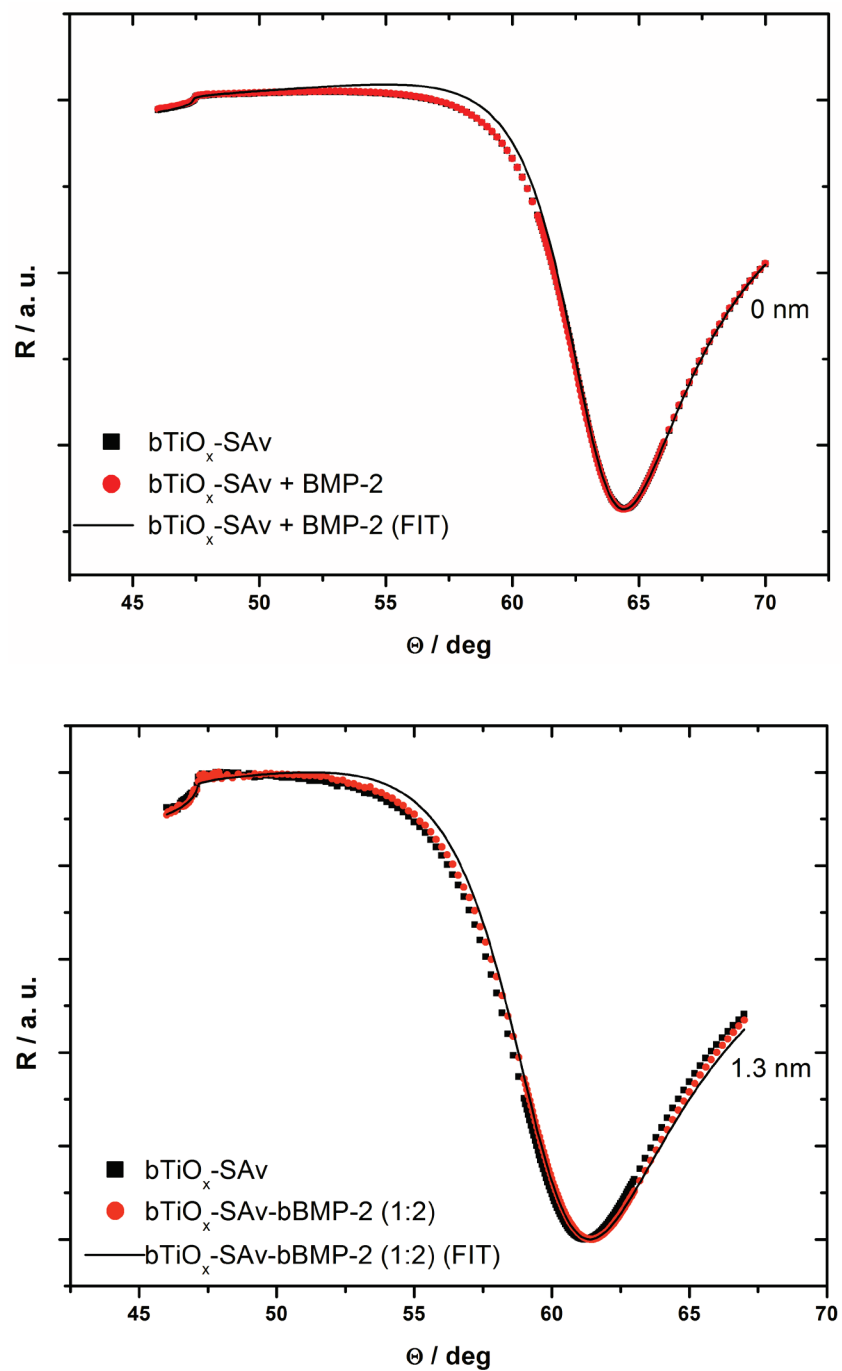 R / a. u.
0 nm
bTiOₓ-SAv
bTiOₓ-SAv + BMP-2
bTiOₓ-SAv + BMP-2 (FIT)
45 50 55 60 65 70
Θ / deg
R / a. u.
1.3 nm
bTiOₓ-SAv
bTiOₓ-SAv-bBMP-2 (1:2)
bTiOₓ-SAv-bBMP-2 (1:2) (FIT)
45 50 55 60 65 70
Θ / deg